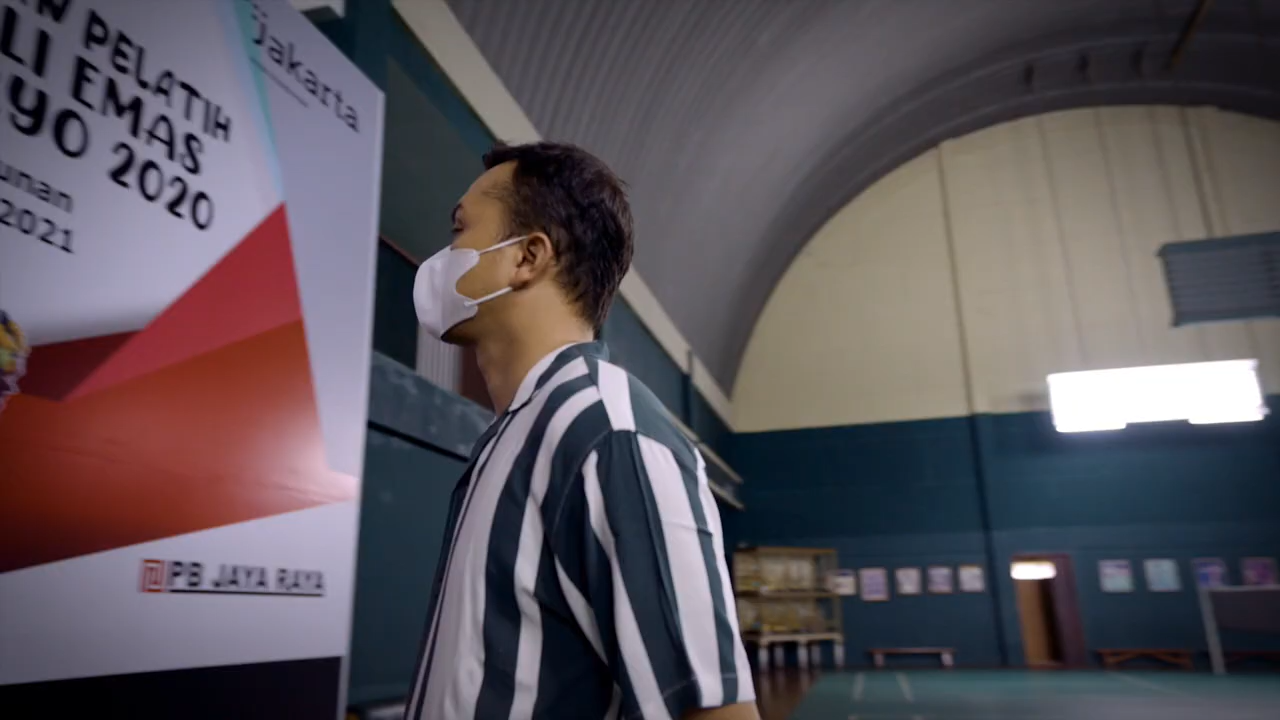 jakarta
PELATIH
LI EMAS
YO 2020
unan
2021
PB JAYA RAYA